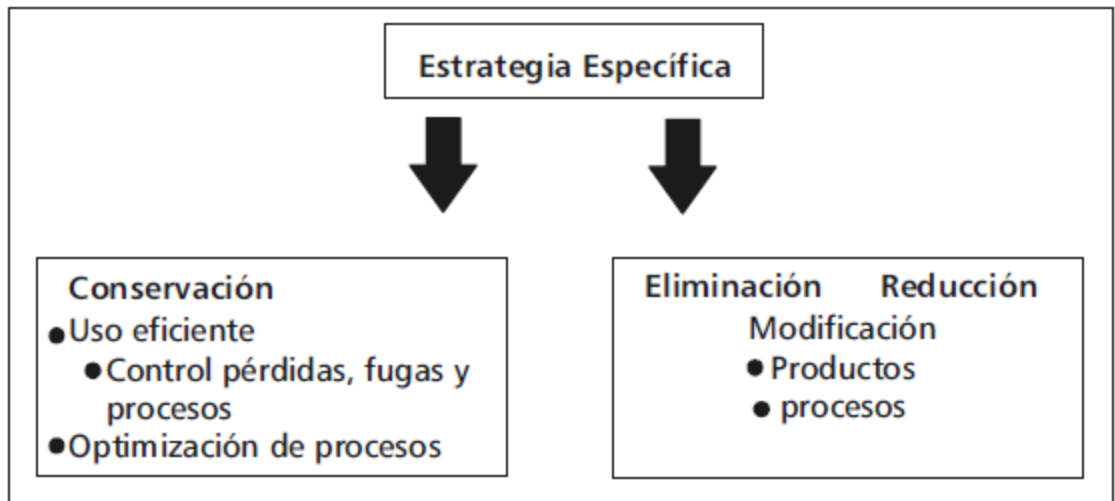 Estrategia Específica
Conservación
● Uso eficiente
● Control pérdidas, fugas y
procesos
● Optimización de procesos
Eliminación Reducción
Modificación
● Productos
● procesos